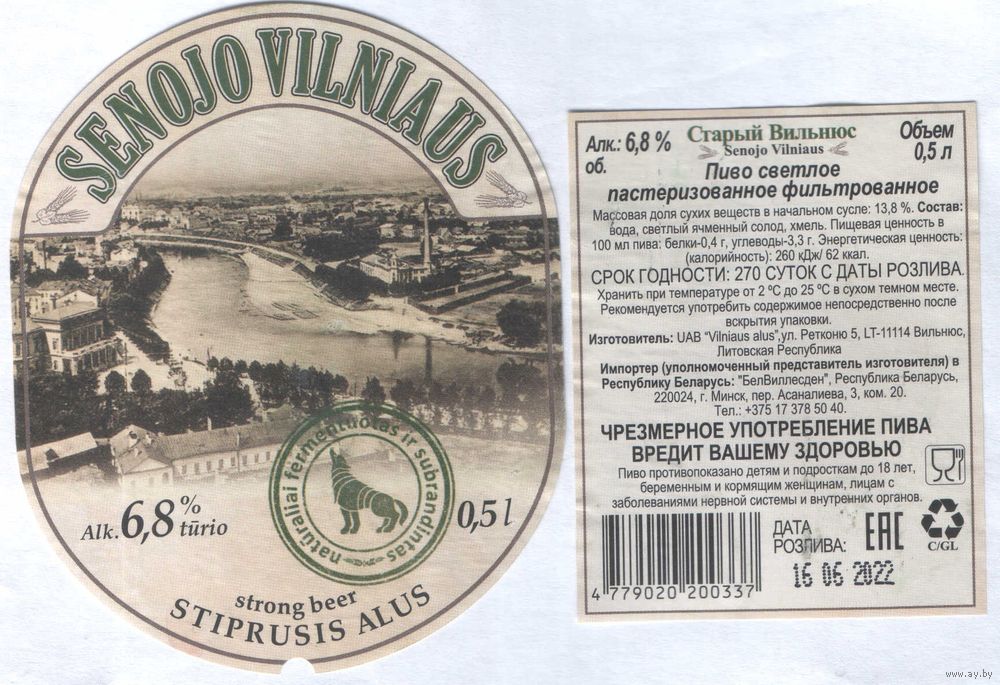 SENOJO VILNIAUS
natūraliai fermentuotas ir subrandintas
Alk. 6,8 % tūrio
0,5 l
strong beer
STIPRUSIS ALUS
Алк.: 6,8 % об.
Старый Вильнюс
Senojo Vilniaus
Объем 0,5 л
Пиво светлое
пастеризованное фильтрованное
Массовая доля сухих веществ в начальном сусле: 13,8 %. Состав:
вода, светлый ячменный солод, хмель. Пищевая ценность в
100 мл пива: белки-0,4 г, углеводы-3,3 г. Энергетическая ценность:
(калорийность): 260 кДж/ 62 ккал.
СРОК ГОДНОСТИ: 270 СУТОК С ДАТЫ РОЗЛИВА.
Хранить при температуре от 2 ºС до 25 ºС в сухом темном месте.
Рекомендуется употребить содержимое непосредственно после
вскрытия упаковки.
Изготовитель: UAB "Vilniaus alus",ул. Ретконю 5, LT-11114 Вильнюс,
Литовская Республика
Импортер (уполномоченный представитель изготовителя) в
Республику Беларусь: "БелВиллесден", Республика Беларусь,
220024, г. Минск, пер. Асаналиева, 3, ком. 20.
Тел.: +375 17 378 50 40.
ЧРЕЗМЕРНОЕ УПОТРЕБЛЕНИЕ ПИВА
ВРЕДИТ ВАШЕМУ ЗДОРОВЬЮ
Пиво противопоказано детям и подросткам до 18 лет,
беременным и кормящим женщинам, лицам с
заболеваниями нервной системы и внутренних органов.
ДАТА
РОЗЛИВА:
EAC
C/GL
16 06 2022
4 779020 200337
www.ay.by